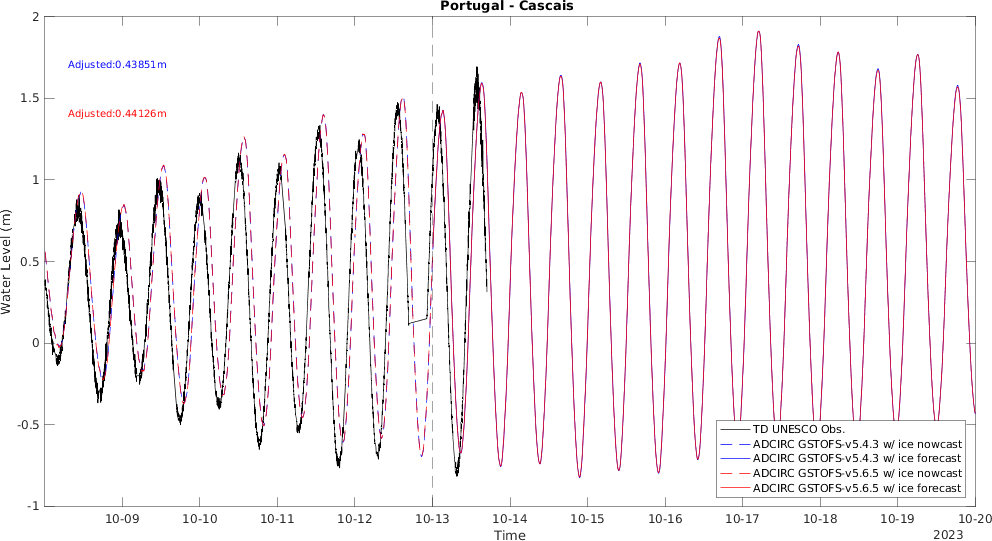 Portugal - Cascais
Adjusted:0.43851m
Adjusted:0.44126m
Water Level (m)
2
1.5
1
0.5
0
-0.5
-1
TD UNESCO Obs.
ADCIRC GSTOFS-v5.4.3 w/ ice nowcast
ADCIRC GSTOFS-v5.4.3 w/ ice forecast
ADCIRC GSTOFS-v5.6.5 w/ ice nowcast
ADCIRC GSTOFS-v5.6.5 w/ ice forecast
10-09 10-10 10-11 10-12 10-13 10-14 10-15 10-16 10-17 10-18 10-19 10-20
Time
2023